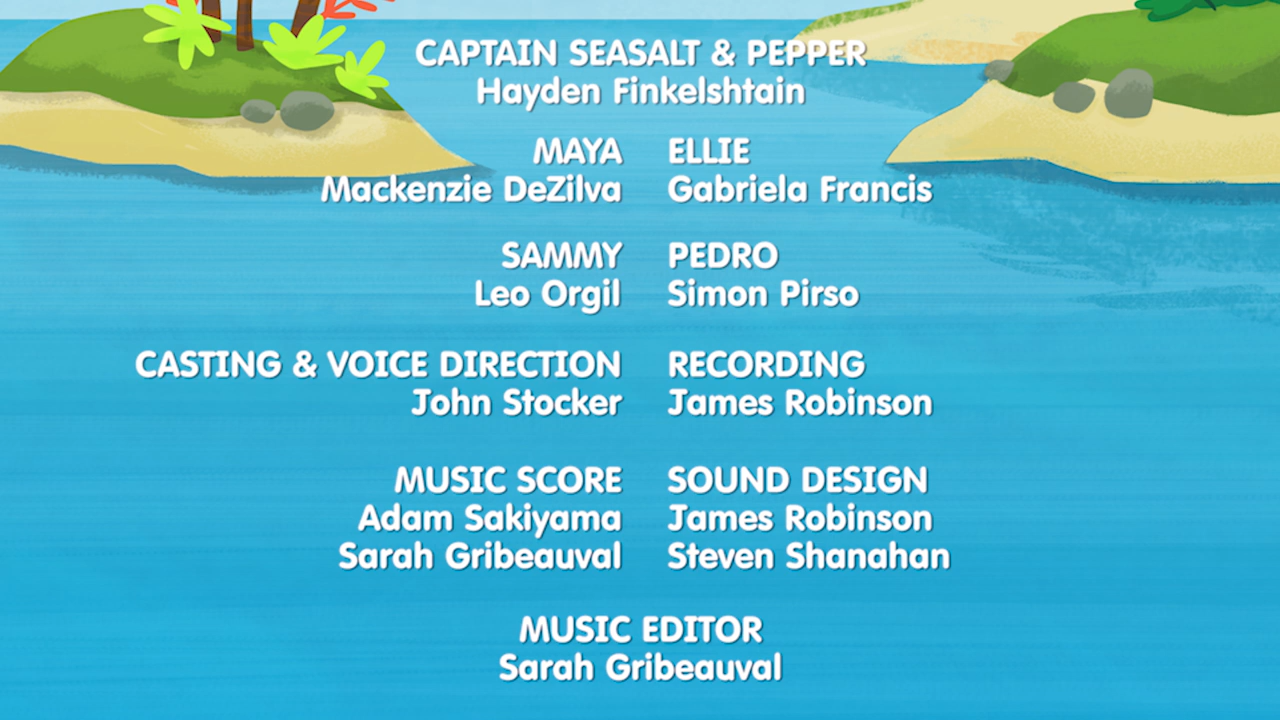 CAPTAIN SEASALT & PEPPER
Hayden Finkelshtain
MAYA
Mackenzie DeZilva
ELLIE
Gabriela Francis
SAMMY
Leo Orgil
PEDRO
Simon Pirso
CASTING & VOICE DIRECTION
John Stocker
RECORDING
James Robinson
MUSIC SCORE
Adam Sakiyama
Sarah Gribeauval
SOUND DESIGN
James Robinson
Steven Shanahan
MUSIC EDITOR
Sarah Gribeauval